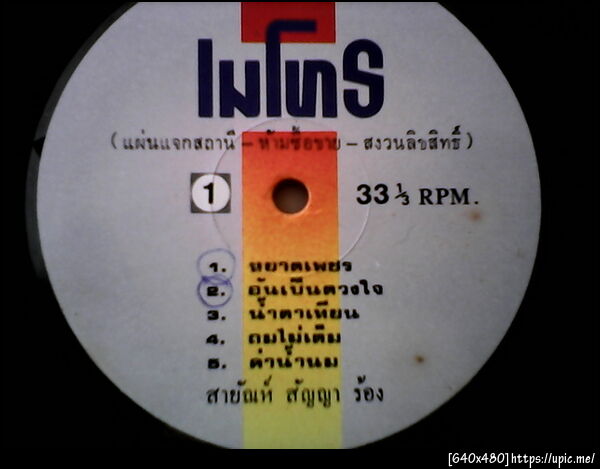 เมโทร
(แผ่นแจกสถานี – ห้ามซื้อขาย – สงวนลิขสิทธิ์)
1 33 ⅓ RPM.
1. หยาดเพชร
2. อันเป็นดวงใจ
3. น้ำตาเทียน
4. ถมไม่เต็ม
5. ค่าน้ำนม
สายัณห์ สัญญา ร้อง
[640x480]https://upic.me/